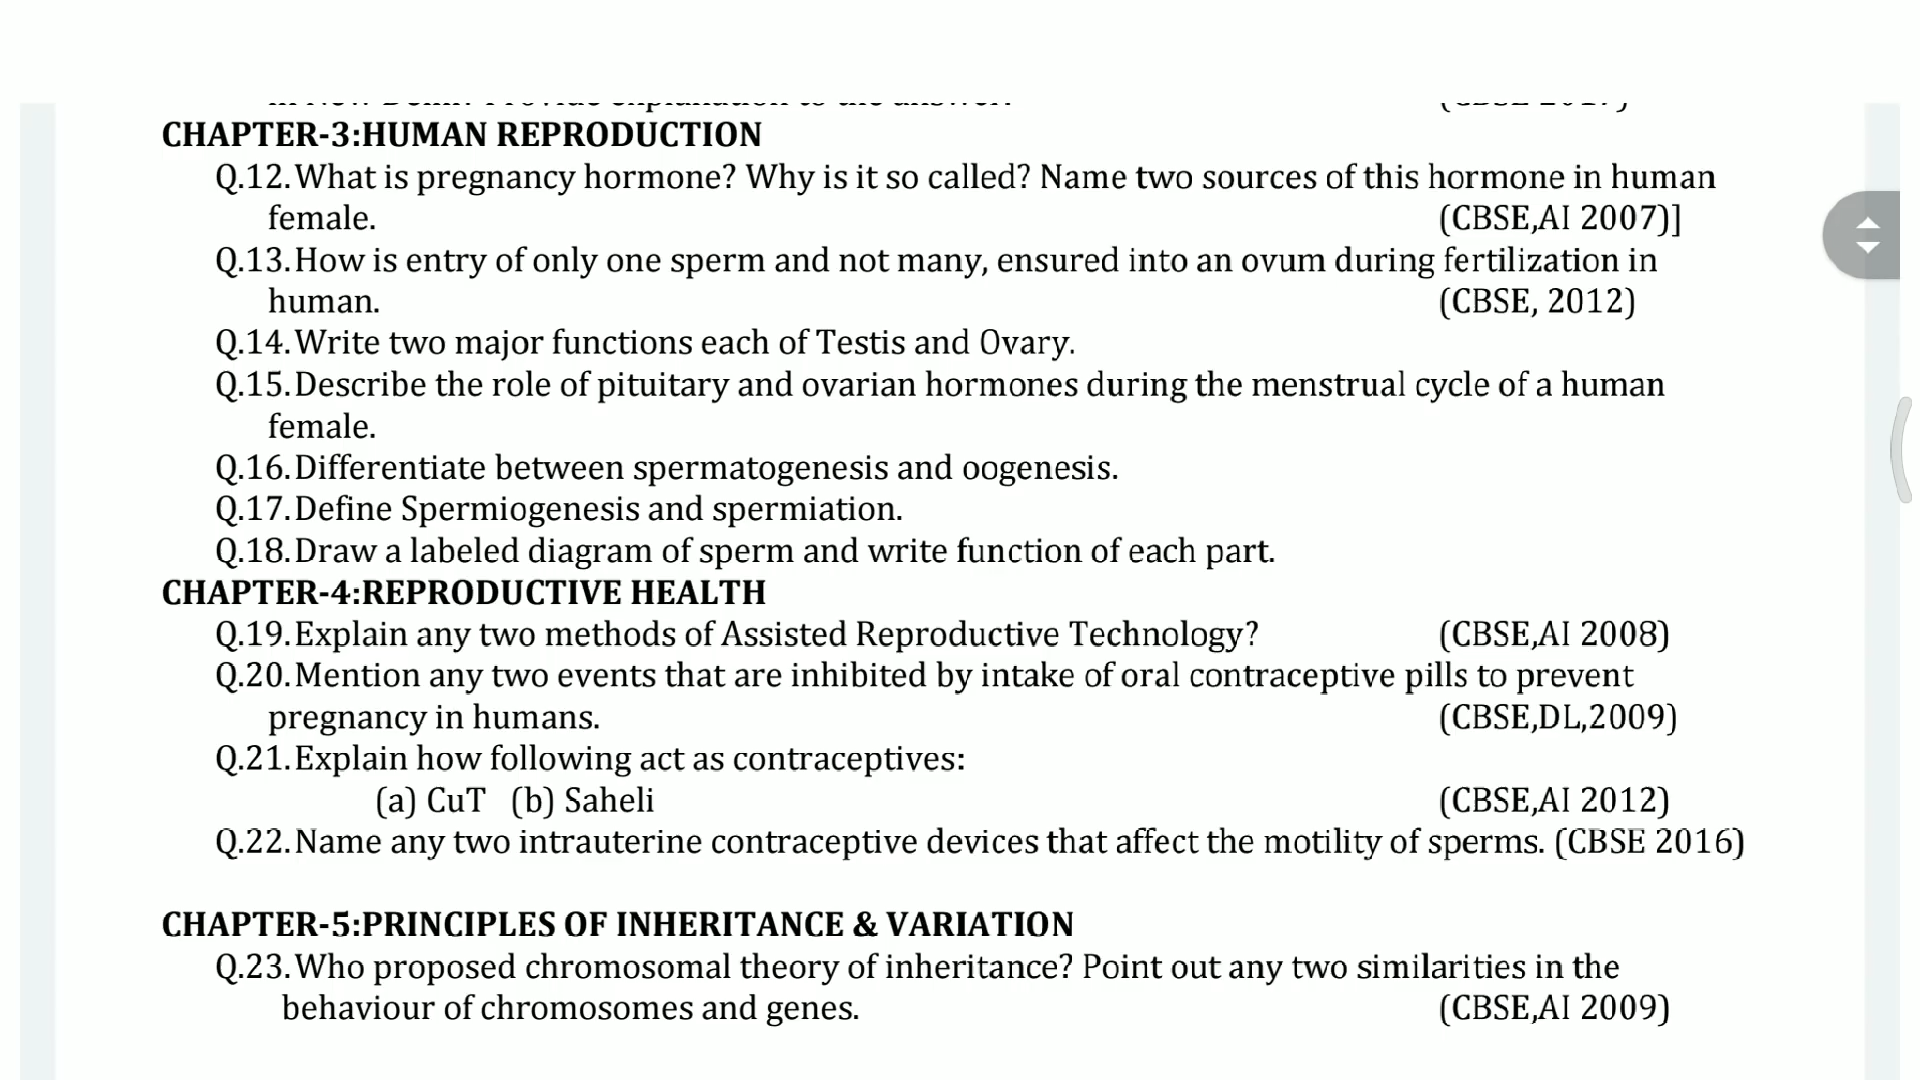 CHAPTER-3:HUMAN REPRODUCTION
Q.12.What is pregnancy hormone? Why is it so called? Name two sources of this hormone in human
female. (CBSE,AI 2007)]
Q.13.How is entry of only one sperm and not many, ensured into an ovum during fertilization in
human. (CBSE, 2012)
Q.14.Write two major functions each of Testis and Ovary.
Q.15.Describe the role of pituitary and ovarian hormones during the menstrual cycle of a human
female.
Q.16.Differentiate between spermatogenesis and oogenesis.
Q.17.Define Spermiogenesis and spermiation.
Q.18.Draw a labeled diagram of sperm and write function of each part.
CHAPTER-4:REPRODUCTIVE HEALTH
Q.19.Explain any two methods of Assisted Reproductive Technology? (CBSE,AI 2008)
Q.20.Mention any two events that are inhibited by intake of oral contraceptive pills to prevent
pregnancy in humans. (CBSE,DL,2009)
Q.21.Explain how following act as contraceptives:
(a) CuT (b) Saheli (CBSE,AI 2012)
Q.22.Name any two intrauterine contraceptive devices that affect the motility of sperms. (CBSE 2016)
CHAPTER-5:PRINCIPLES OF INHERITANCE & VARIATION
Q.23.Who proposed chromosomal theory of inheritance? Point out any two similarities in the
behaviour of chromosomes and genes. (CBSE,AI 2009)